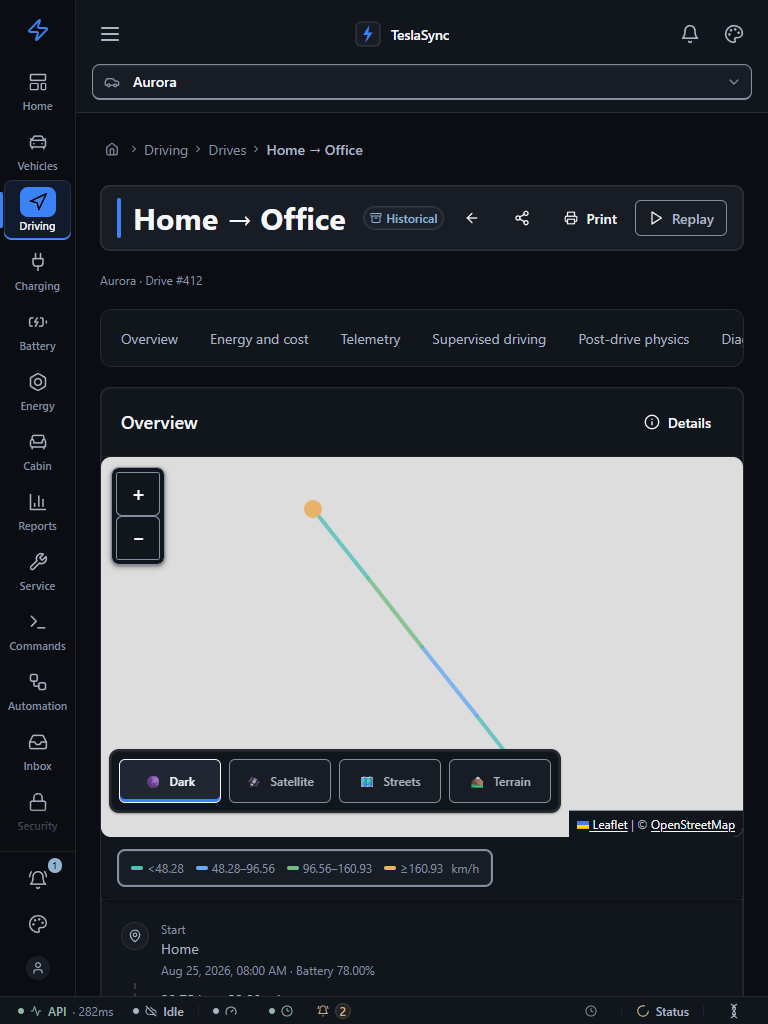 TeslaSync
Aurora
Home
Vehicles
Driving
Charging
Battery
Energy
Cabin
Reports
Service
Commands
Automation
Inbox
Security
1
Driving > Drives > Home → Office
Home → Office
Historical
Print
Replay
Aurora · Drive #412
Overview Energy and cost Telemetry Supervised driving Post-drive physics
Overview
Details
+
−
Dark Satellite Streets Terrain
Leaflet | © OpenStreetMap
<48.28 48.28–96.56 96.56–160.93 ≥160.93 km/h
Start
Home
Aug 25, 2026, 08:00 AM · Battery 78.00%
API · 282ms Idle 2 Status